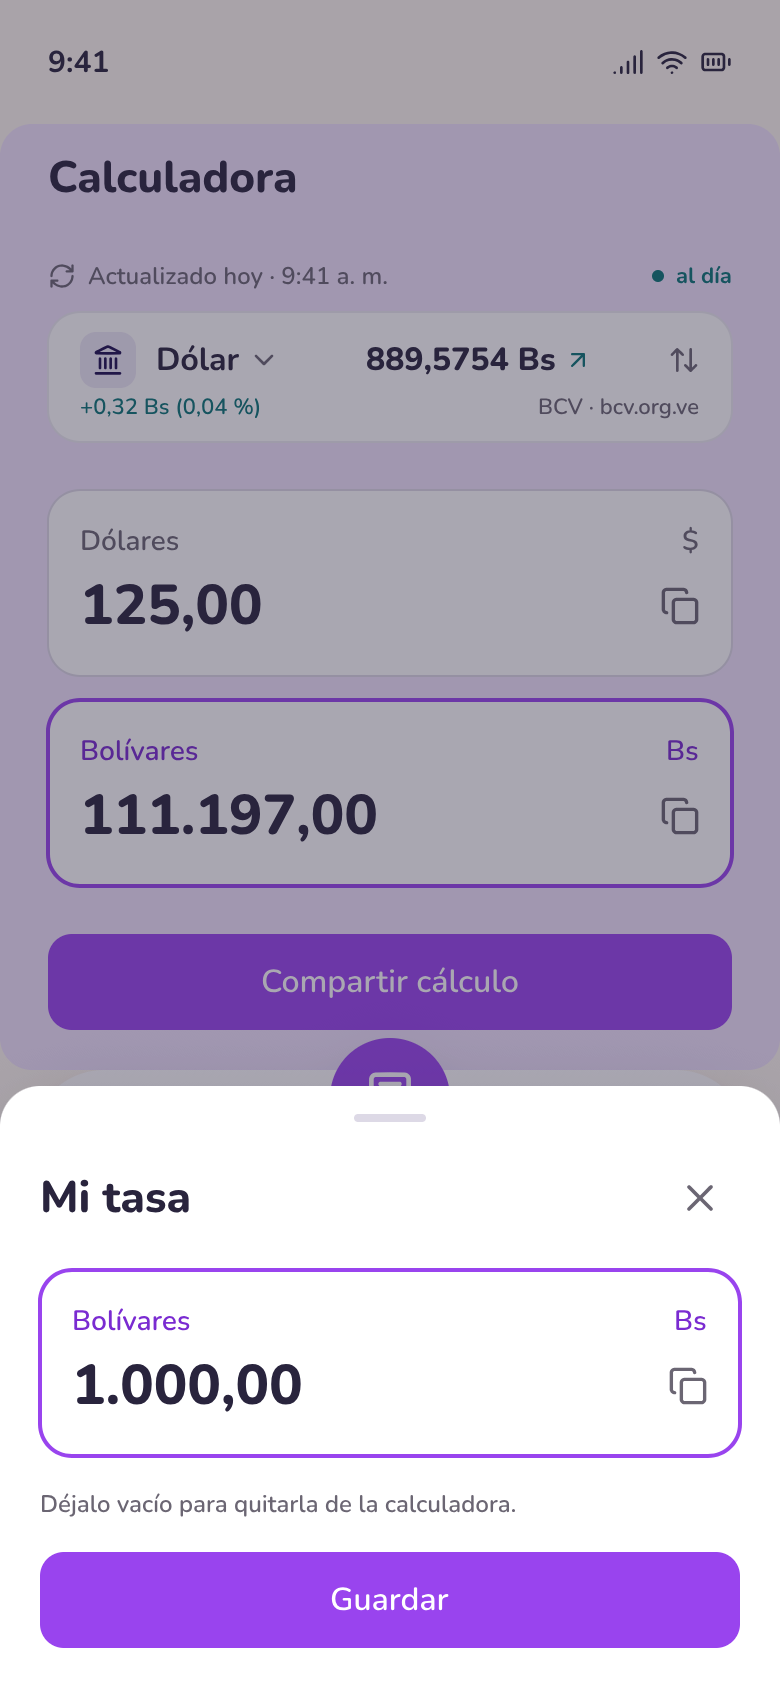 9:41
Calculadora
Actualizado hoy · 9:41 a. m.
al día
Dólar
889,5754 Bs
+0,32 Bs (0,04 %)
BCV · bcv.org.ve
Dólares
$
125,00
Bolívares
Bs
111.197,00
Compartir cálculo
Mi tasa
Bolívares
Bs
1.000,00
Déjalo vacío para quitarla de la calculadora.
Guardar